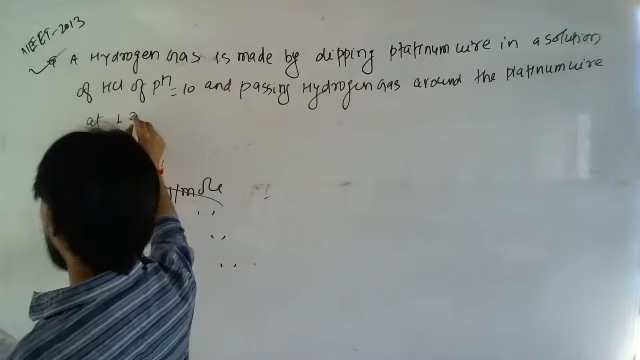 NEET-2013
A Hydrogen Gas is made by dipping platinum wire in a solution
of HCl of pH = 10 and passing Hydrogen Gas around the platinum wire
at 1 a